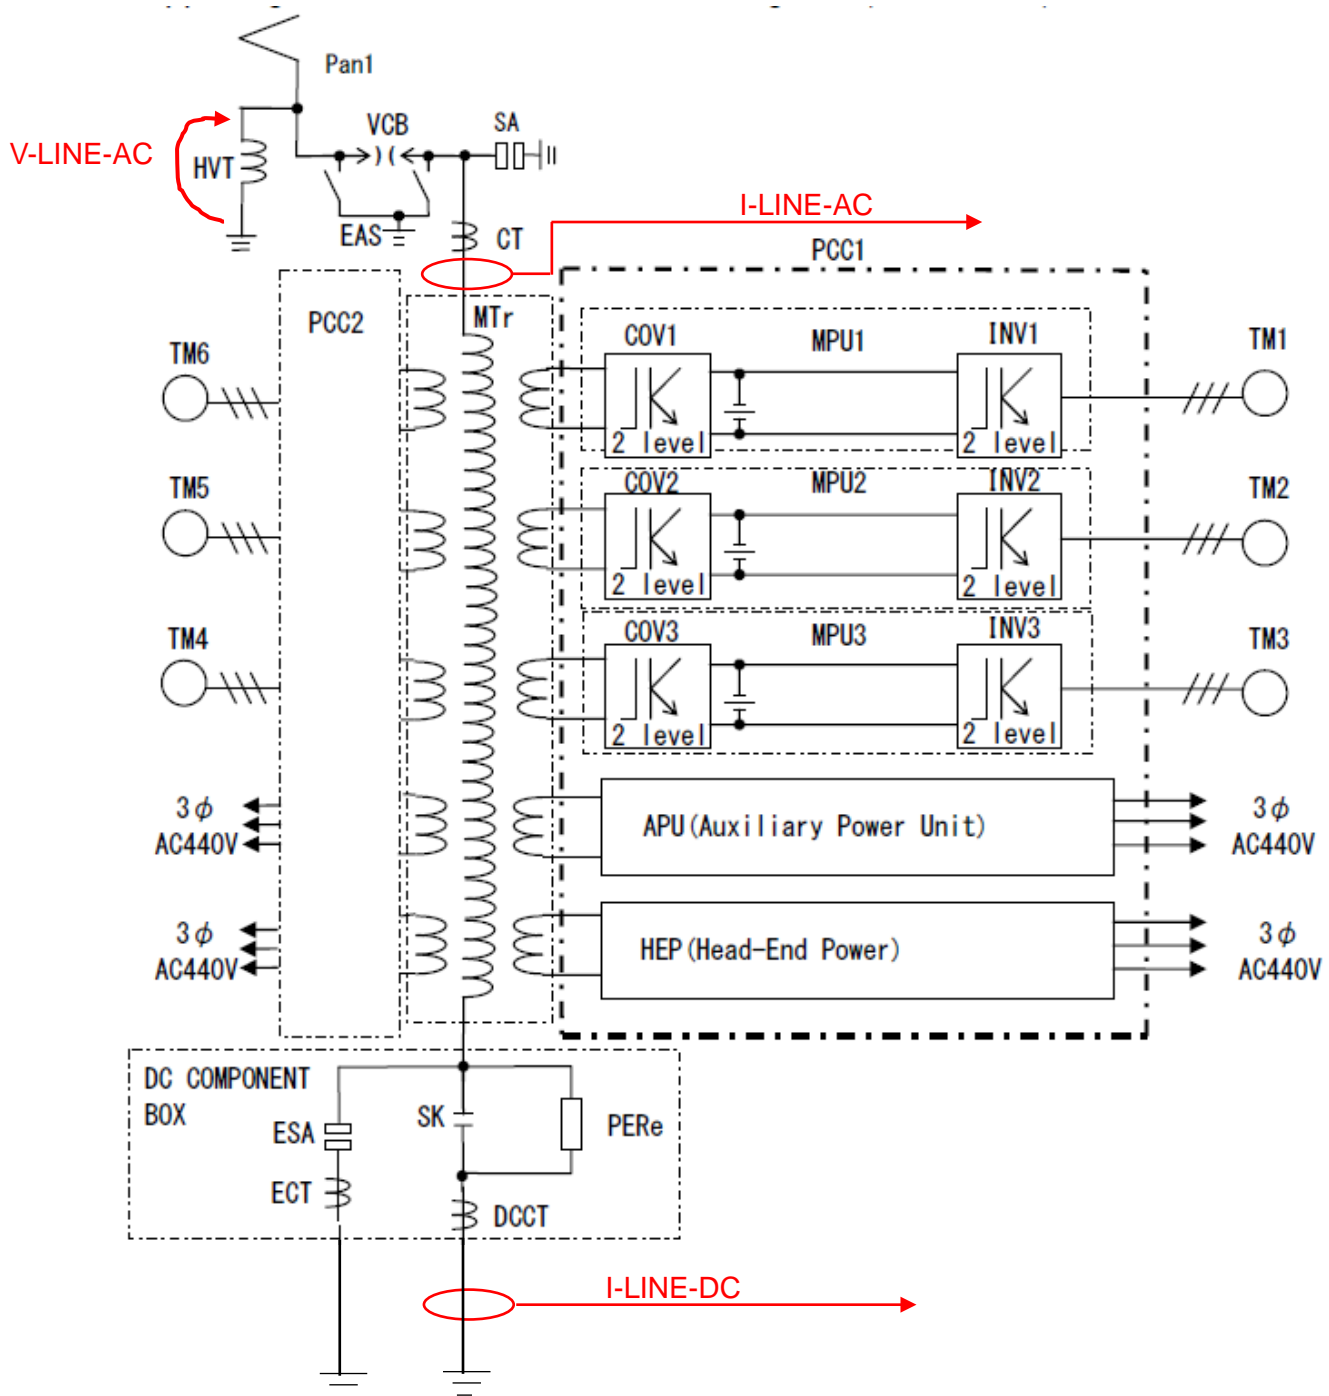 Pan1
VCB
SA
V-LINE-AC
HVT
I-LINE-AC
EAS
CT
PCC1
PCC2
MTr
COV1
MPU1
INV1
TM1
TM6
2 level
2 level
COV2
MPU2
INV2
TM2
TM5
2 level
2 level
COV3
MPU3
INV3
TM3
TM4
2 level
2 level
3φ
AC440V
APU(Auxiliary Power Unit)
3φ
AC440V
3φ
AC440V
HEP(Head-End Power)
3φ
AC440V
DC COMPONENT
BOX
ESA
SK
PERe
ECT
DCCT
I-LINE-DC